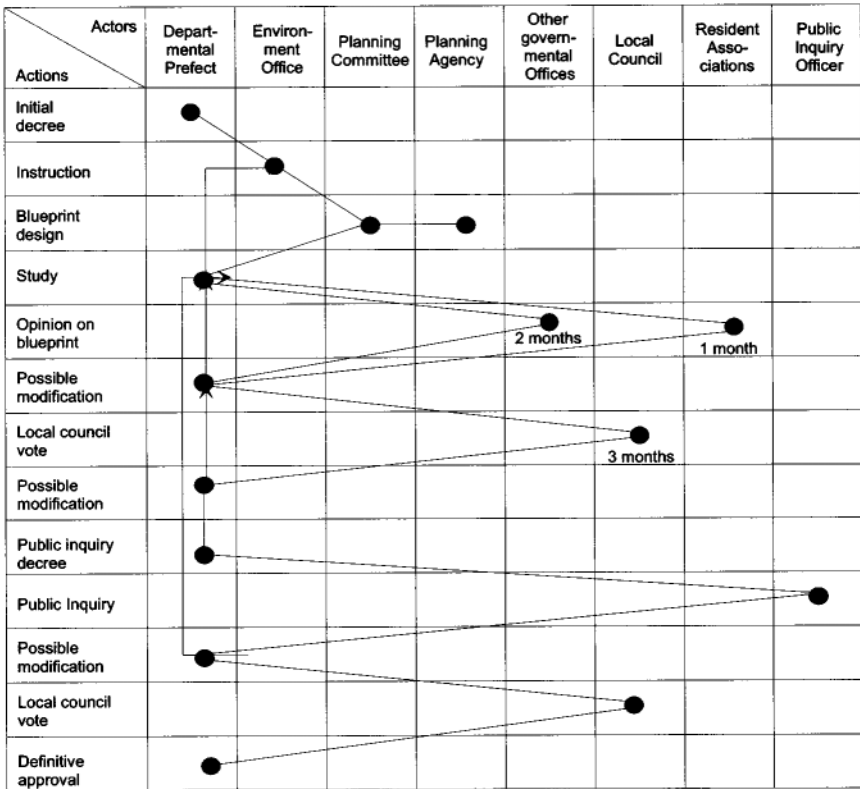 Actors
Actions
Depart-
mental
Prefect
Environ-
ment
Office
Planning
Committee
Planning
Agency
Other
govern-
mental
Offices
Local
Council
Resident
Asso-
ciations
Public
Inquiry
Officer
Initial
decree
Instruction
Blueprint
design
Study
Opinion on
blueprint
2 months
1 month
Possible
modification
Local council
vote
3 months
Possible
modification
Public inquiry
decree
Public Inquiry
Possible
modification
Local council
vote
Definitive
approval